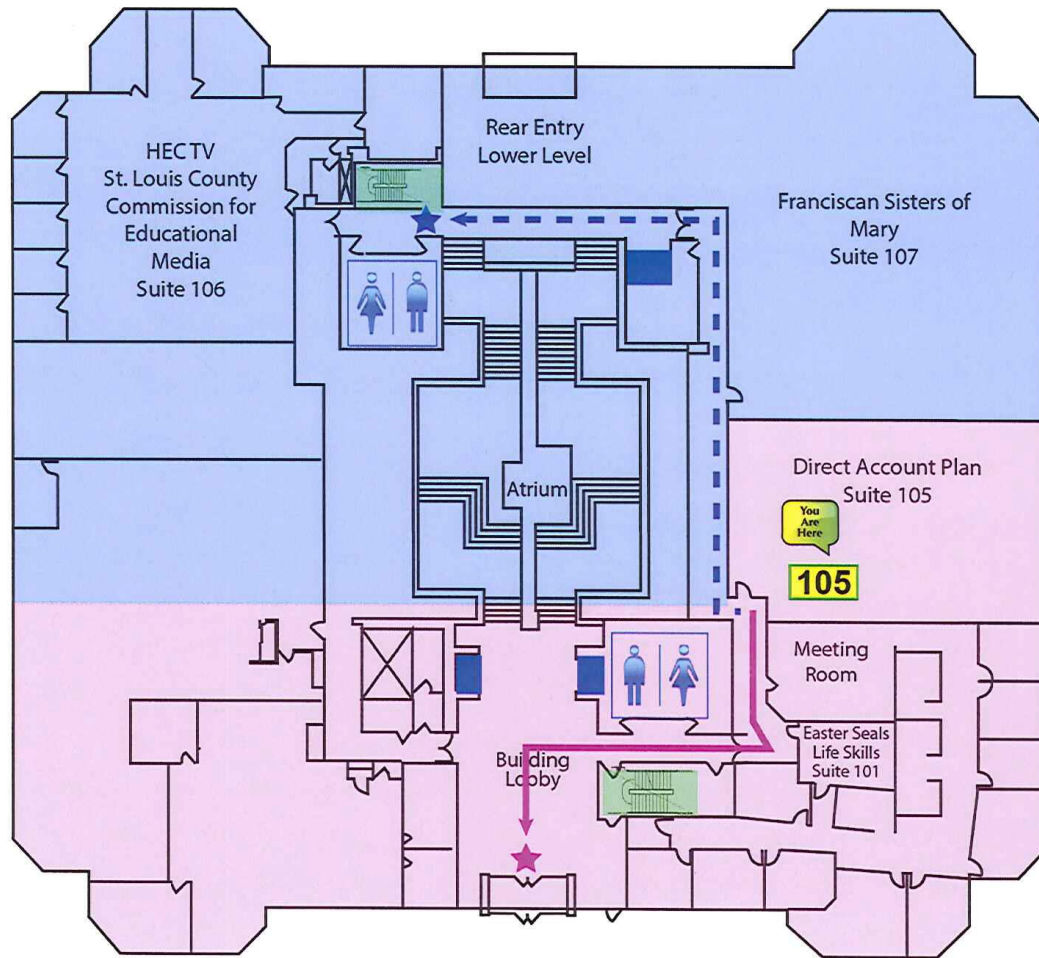 HEC TV
St. Louis County
Commission for
Educational
Media
Suite 106
Rear Entry
Lower Level
Franciscan Sisters of
Mary
Suite 107
Atrium
Direct Account Plan
Suite 105
You
Are
Here
105
Meeting
Room
Easter Seals
Life Skills
Suite 101
Building
Lobby